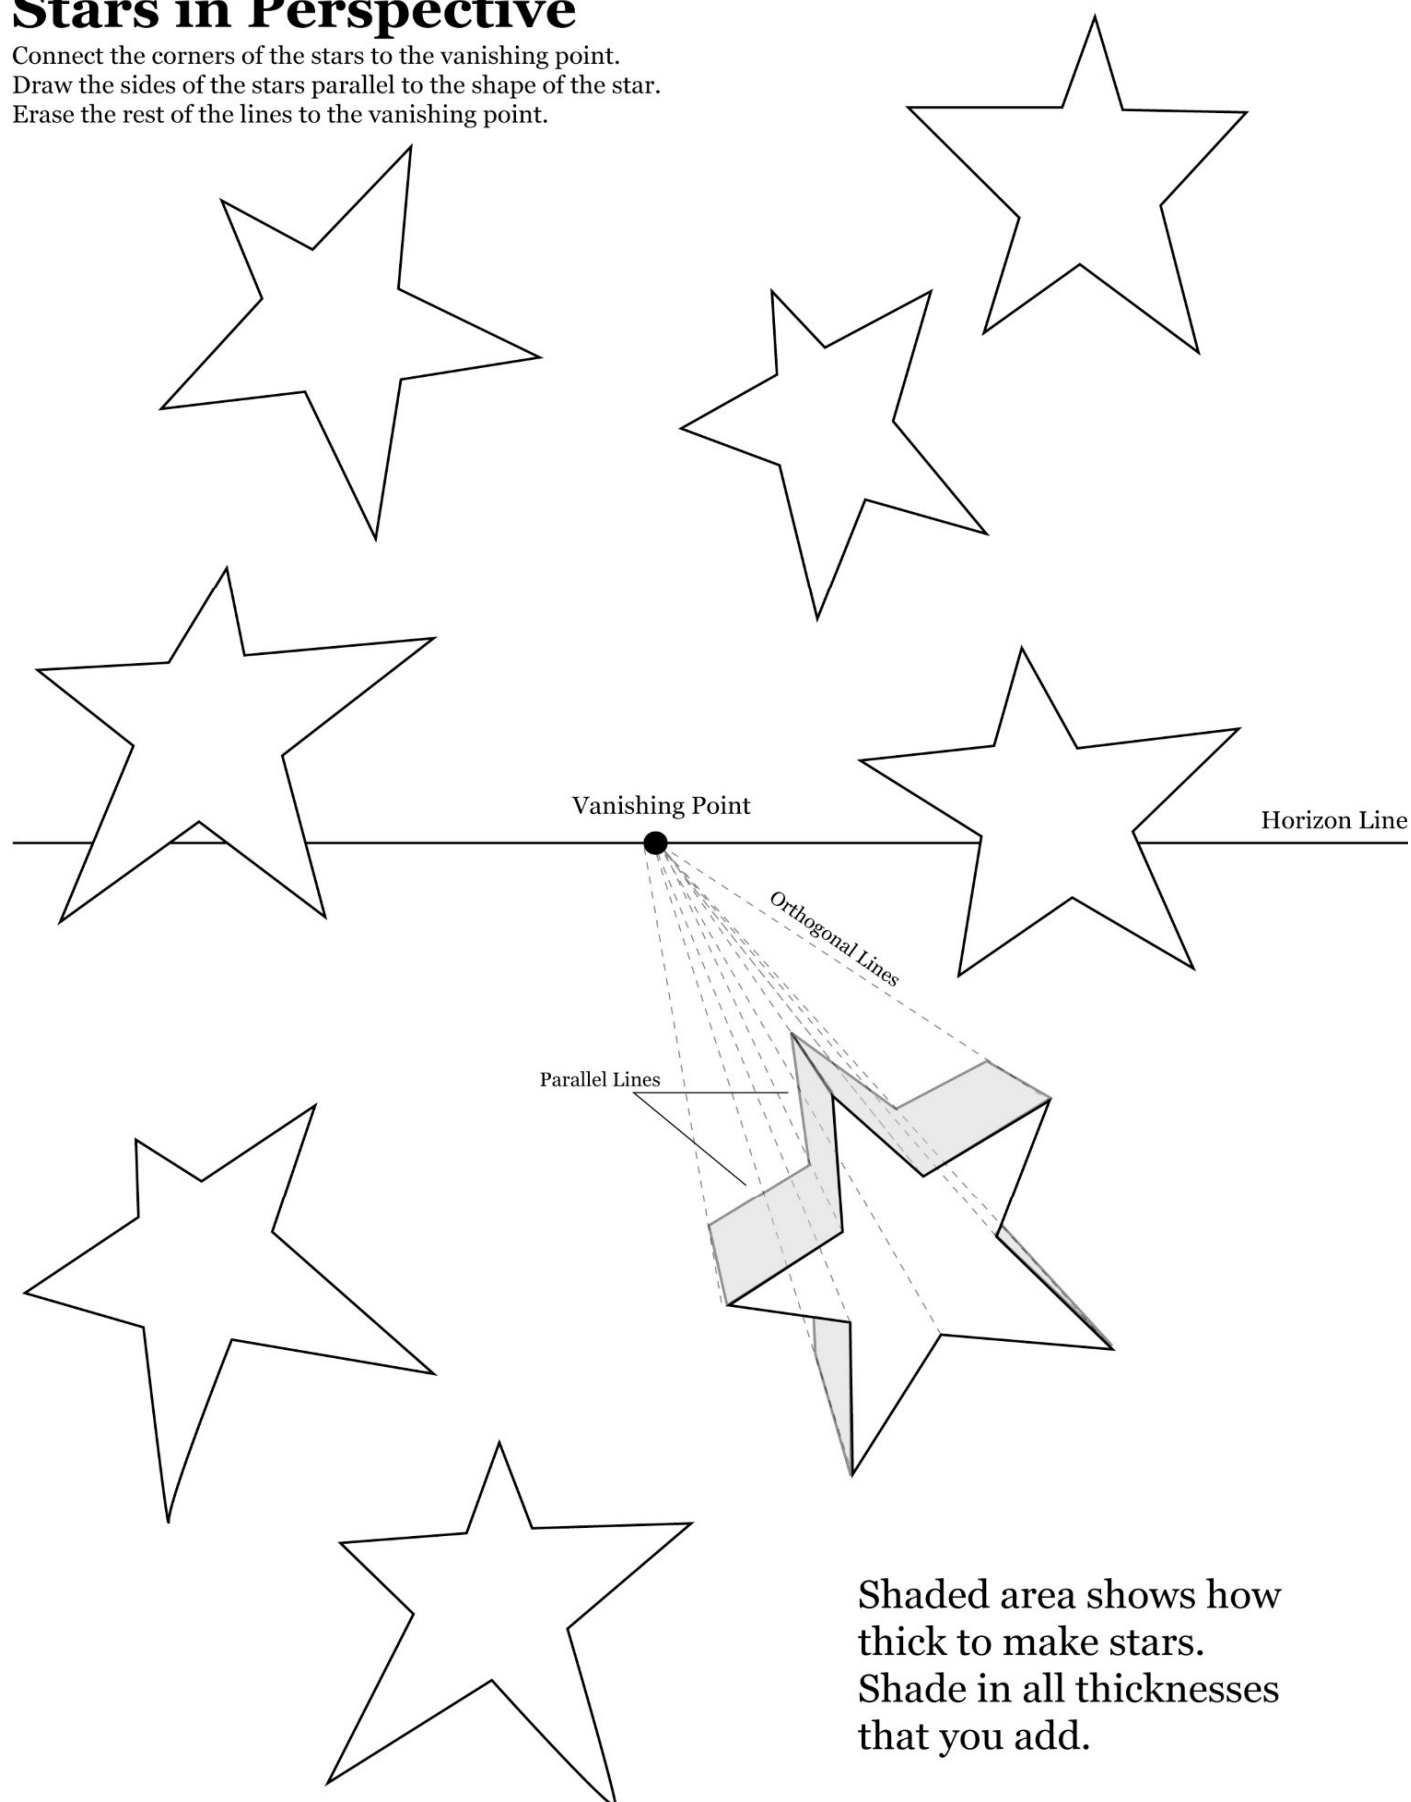 Stars in Perspective
Connect the corners of the stars to the vanishing point.
Draw the sides of the stars parallel to the shape of the star.
Erase the rest of the lines to the vanishing point.
Vanishing Point
Horizon Line
Orthogonal Lines
Parallel Lines
Shaded area shows how
thick to make stars.
Shade in all thicknesses
that you add.